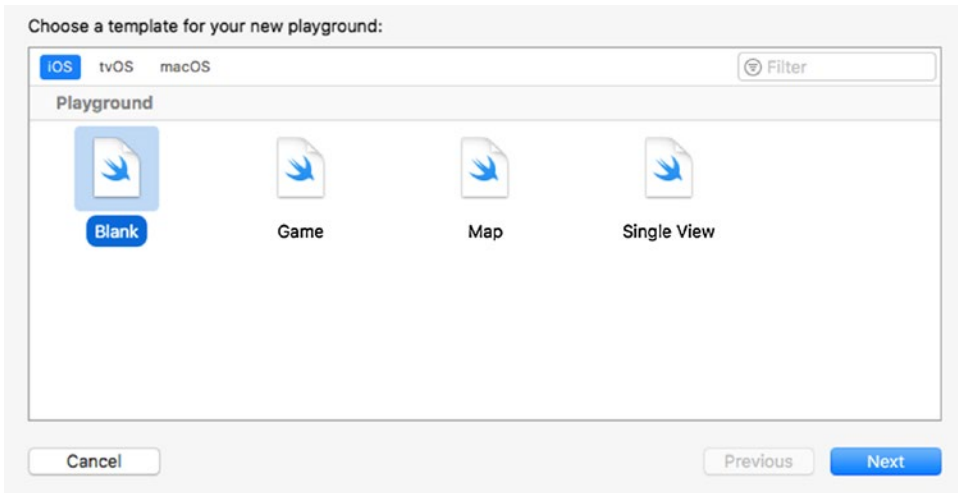 Choose a template for your new playground:
iOS tvOS macOS Filter
Playground
Blank Game Map Single View
Cancel Previous Next